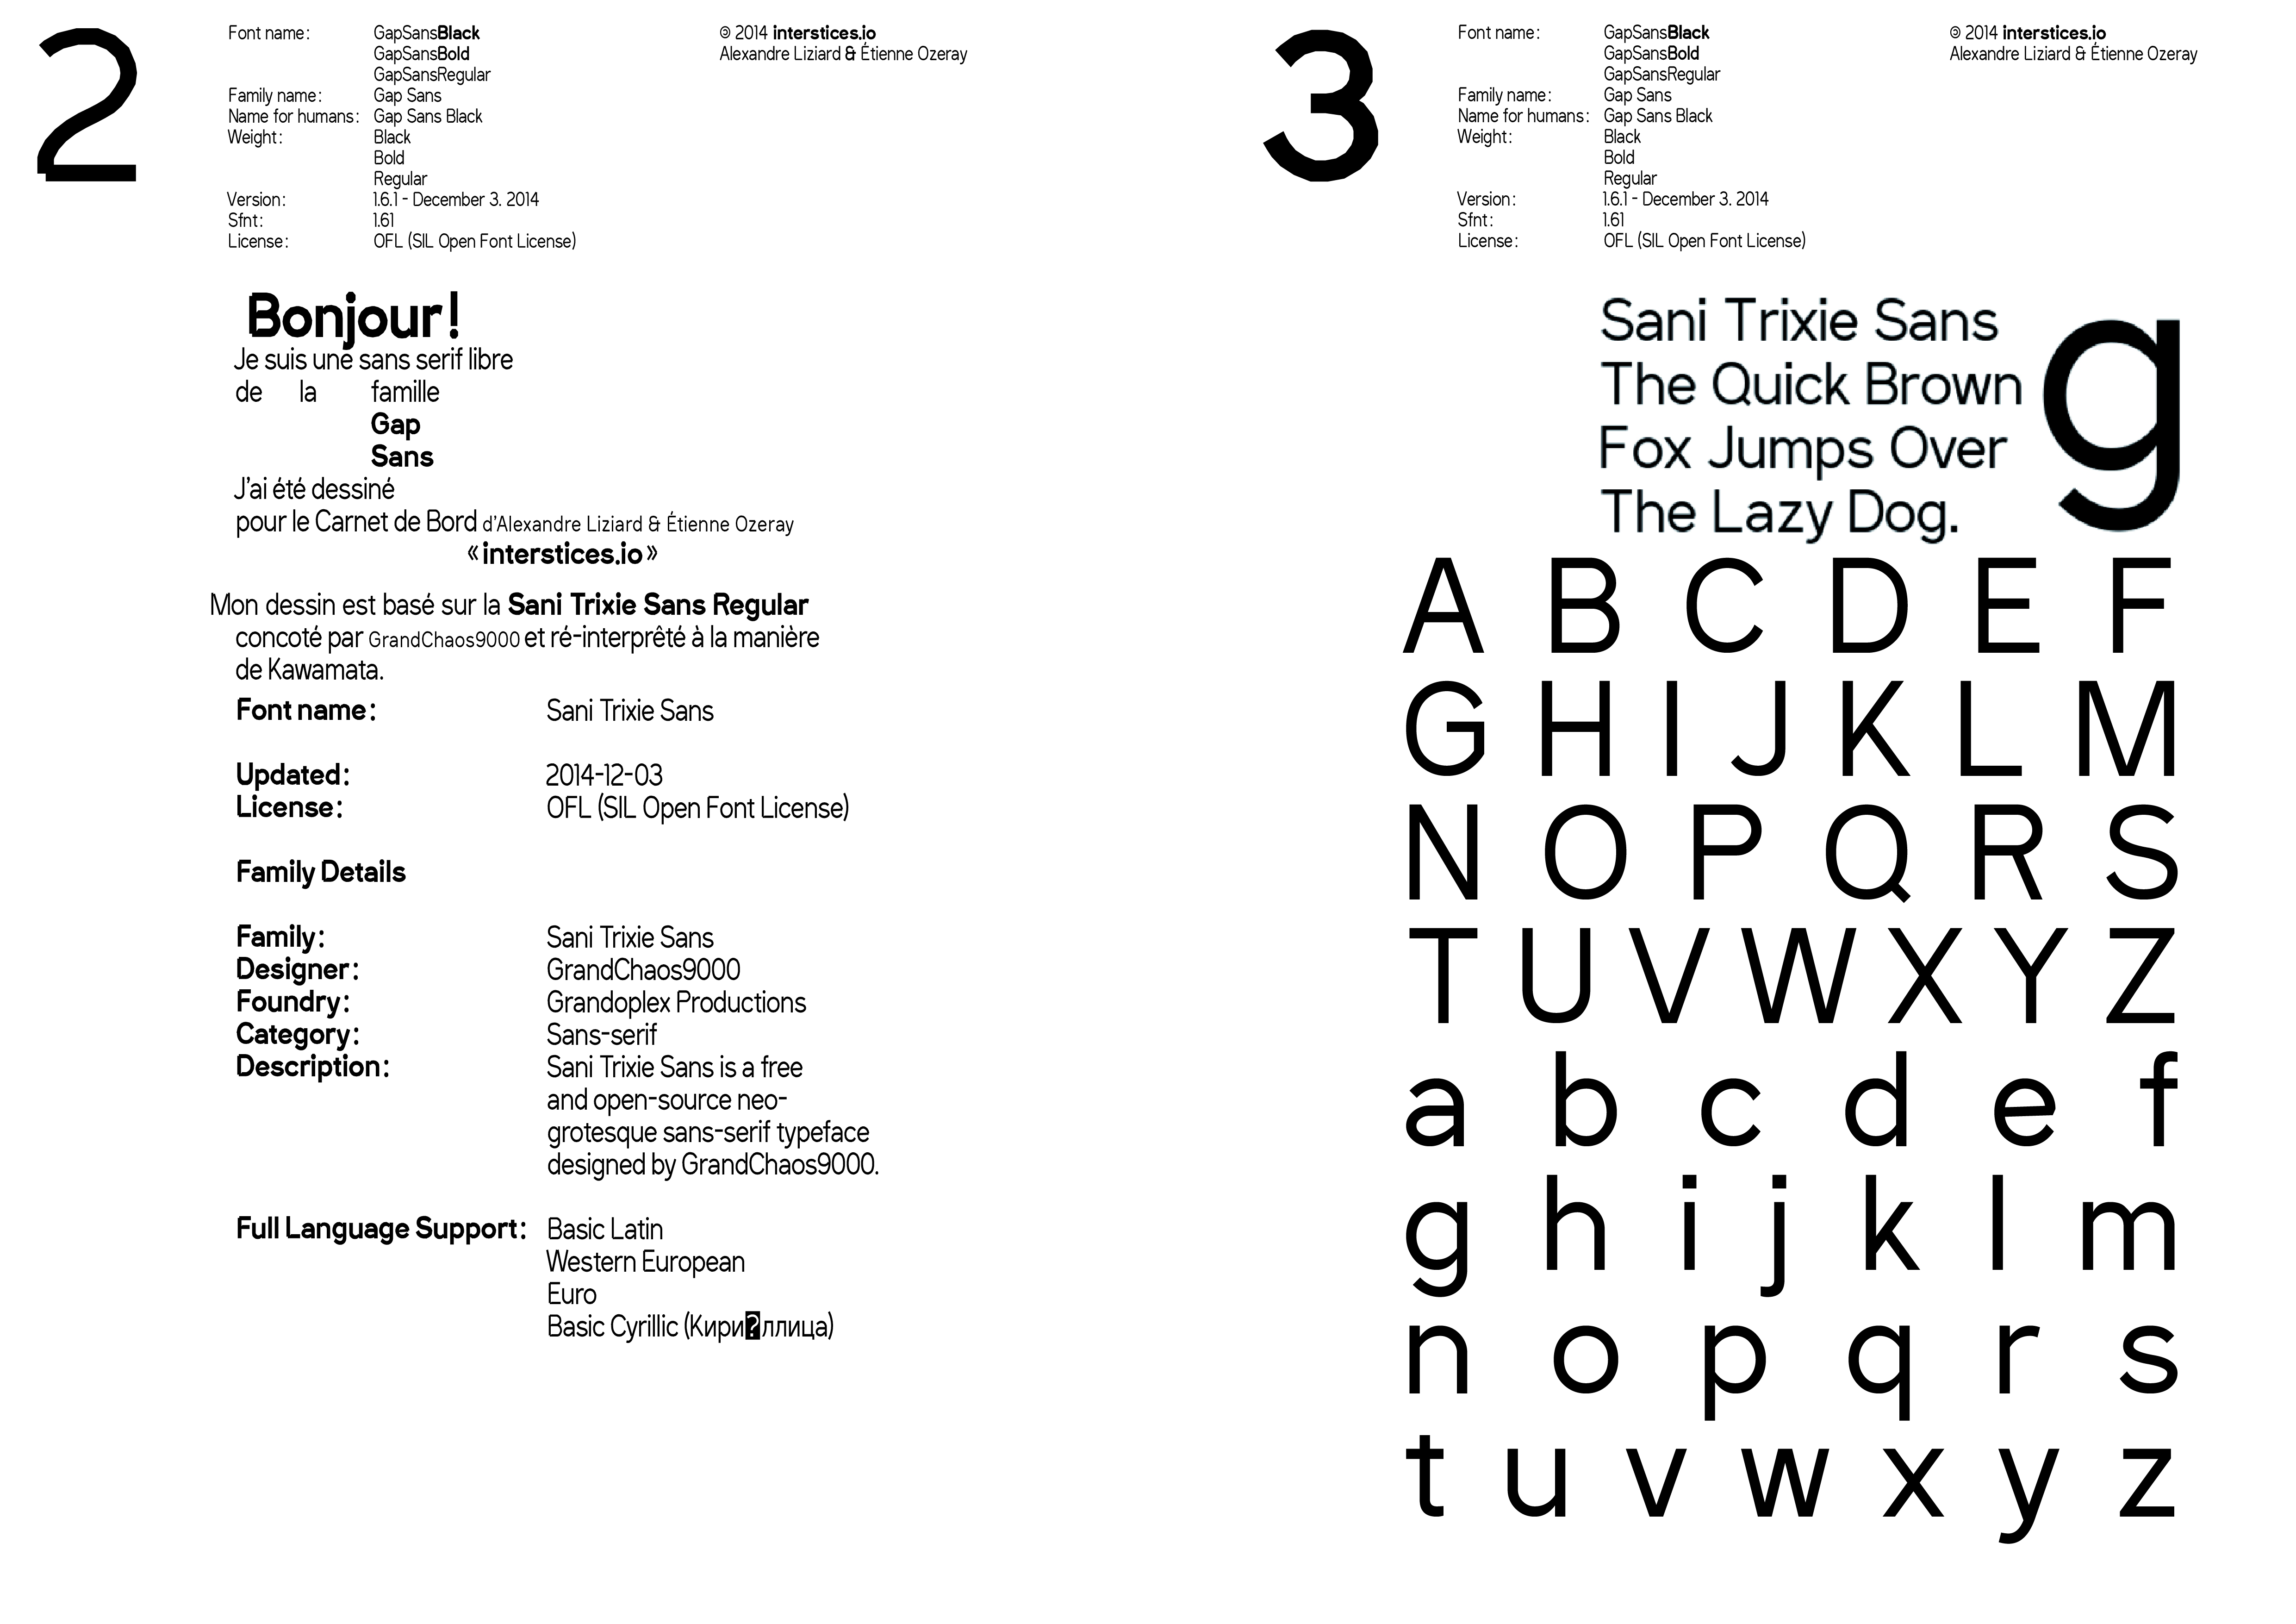 2
Font name: GapSansBlack
GapSansBold
GapSansRegular
Family name: Gap Sans
Name for humans: Gap Sans Black
Weight: Black
Bold
Regular
Version: 1.6.1 - December 3. 2014
Sfnt: 1.61
License: OFL (SIL Open Font License)
🄯 2014 interstices.io
Alexandre Liziard & Étienne Ozeray
Bonjour!
Je suis une sans serif libre
de la famille
Gap
Sans
J’ai été dessiné
pour le Carnet de Bord d’Alexandre Liziard & Étienne Ozeray
«interstices.io»
Mon dessin est basé sur la Sani Trixie Sans Regular
concoté par GrandChaos9000 et ré-interprêté à la manière
de Kawamata.
Font name: Sani Trixie Sans
Updated: 2014-12-03
License: OFL (SIL Open Font License)
Family Details
Family: Sani Trixie Sans
Designer: GrandChaos9000
Foundry: Grandoplex Productions
Category: Sans-serif
Description: Sani Trixie Sans is a free
and open-source neo-
grotesque sans-serif typeface
designed by GrandChaos9000.
Full Language Support: Basic Latin
Western European
Euro
Basic Cyrillic (Кири�ллица)
3
Font name: GapSansBlack
GapSansBold
GapSansRegular
Family name: Gap Sans
Name for humans: Gap Sans Black
Weight: Black
Bold
Regular
Version: 1.6.1 - December 3. 2014
Sfnt: 1.61
License: OFL (SIL Open Font License)
🄯 2014 interstices.io
Alexandre Liziard & Étienne Ozeray
Sani Trixie Sans
The Quick Brown
Fox Jumps Over
The Lazy Dog.
g
A B C D E F
G H I J K L M
N O P Q R S
T U V W X Y Z
a b c d e f
g h i j k l m
n o p q r s
t u v w x y z